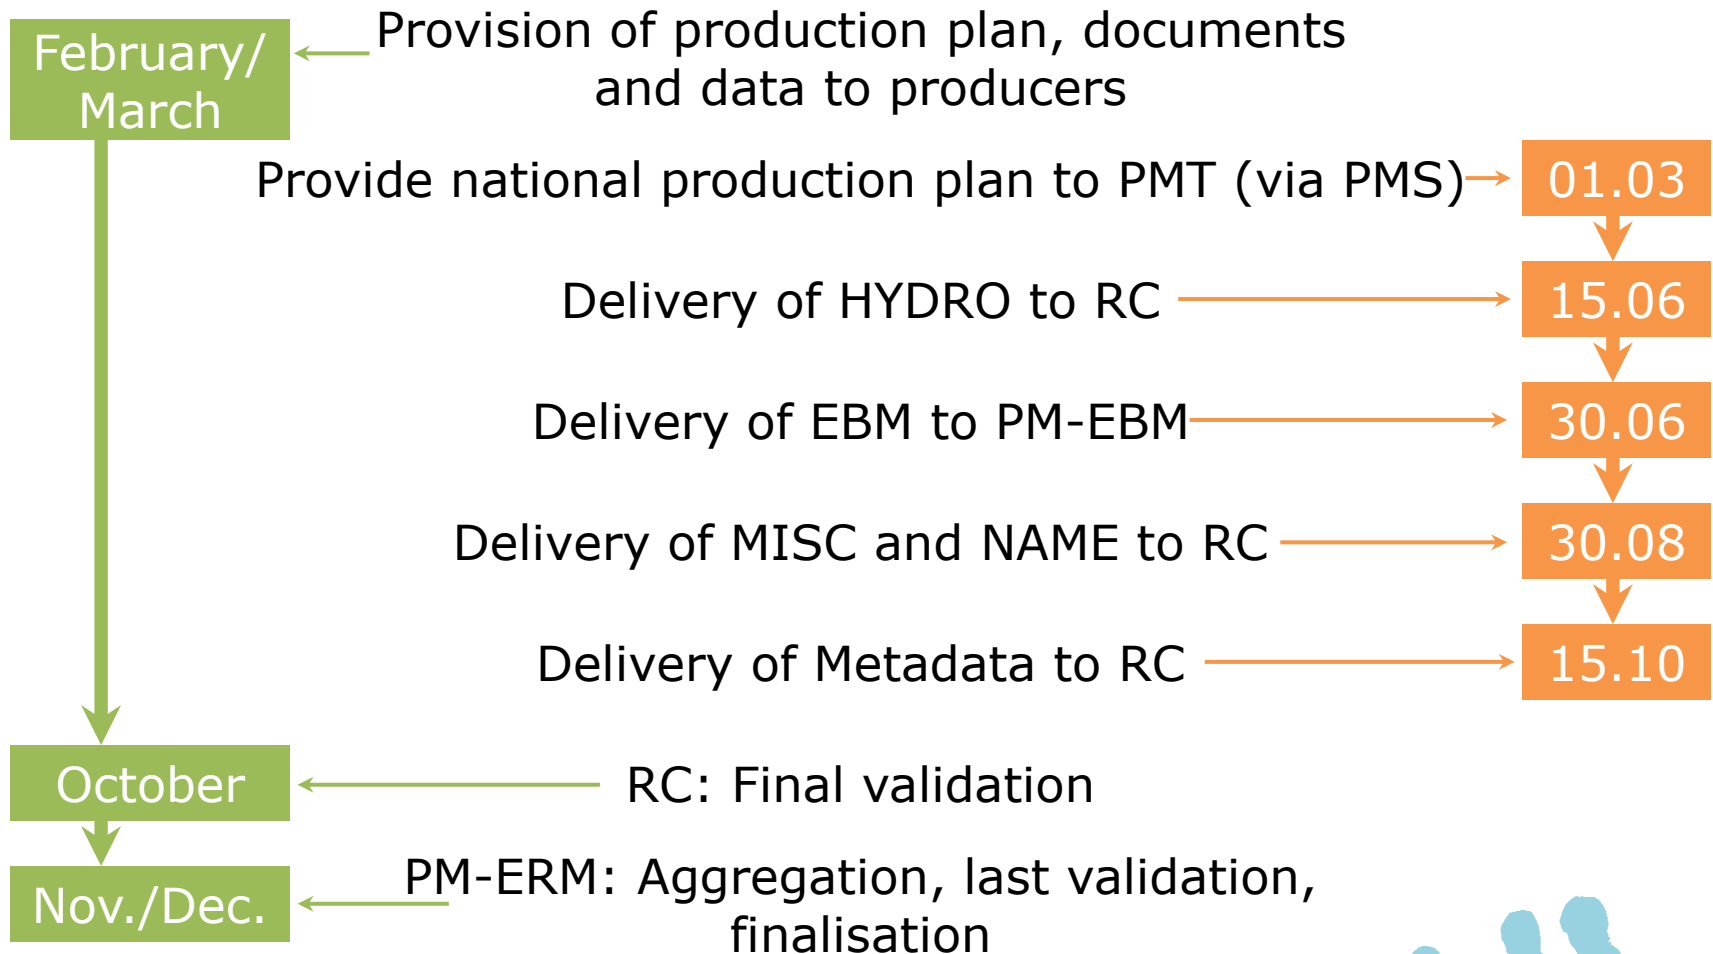 February/
March
Provision of production plan, documents
and data to producers
Provide national production plan to PMT (via PMS)
01.03
Delivery of HYDRO to RC
15.06
Delivery of EBM to PM-EBM
30.06
Delivery of MISC and NAME to RC
30.08
Delivery of Metadata to RC
15.10
October
RC: Final validation
Nov./Dec.
PM-ERM: Aggregation, last validation,
finalisation